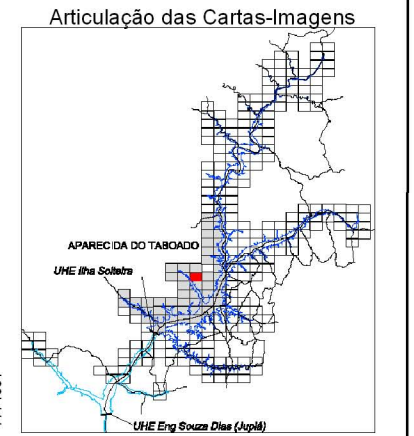 Articulação das Cartas-Imagens
APARECIDA DO TABOADO
UHE Ilha Solteira
UHE Eng Souza Dias (Jupiá)